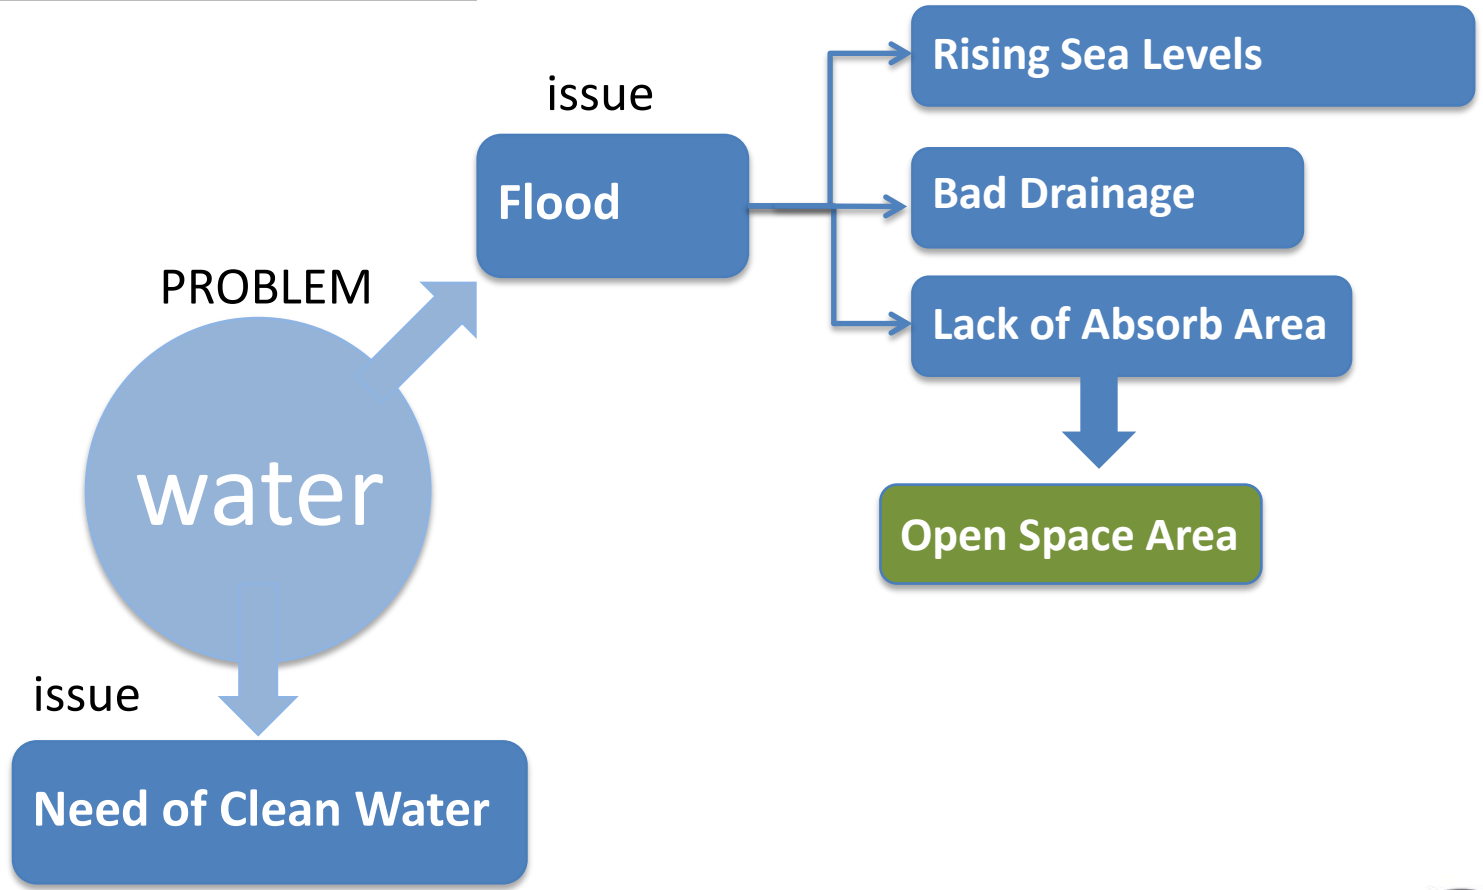 issue
Rising Sea Levels
Flood
Bad Drainage
PROBLEM
Lack of Absorb Area
water
Open Space Area
issue
Need of Clean Water